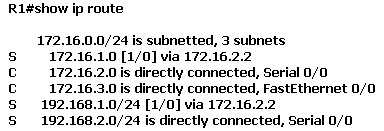 R1#show ip route
172.16.0.0/24 is subnetted, 3 subnets
S 172.16.1.0 [1/0] via 172.16.2.2
C 172.16.2.0 is directly connected, Serial 0/0
C 172.16.3.0 is directly connected, FastEthernet 0/0
S 192.168.1.0/24 [1/0] via 172.16.2.2
S 192.168.2.0/24 is directly connected, Serial 0/0